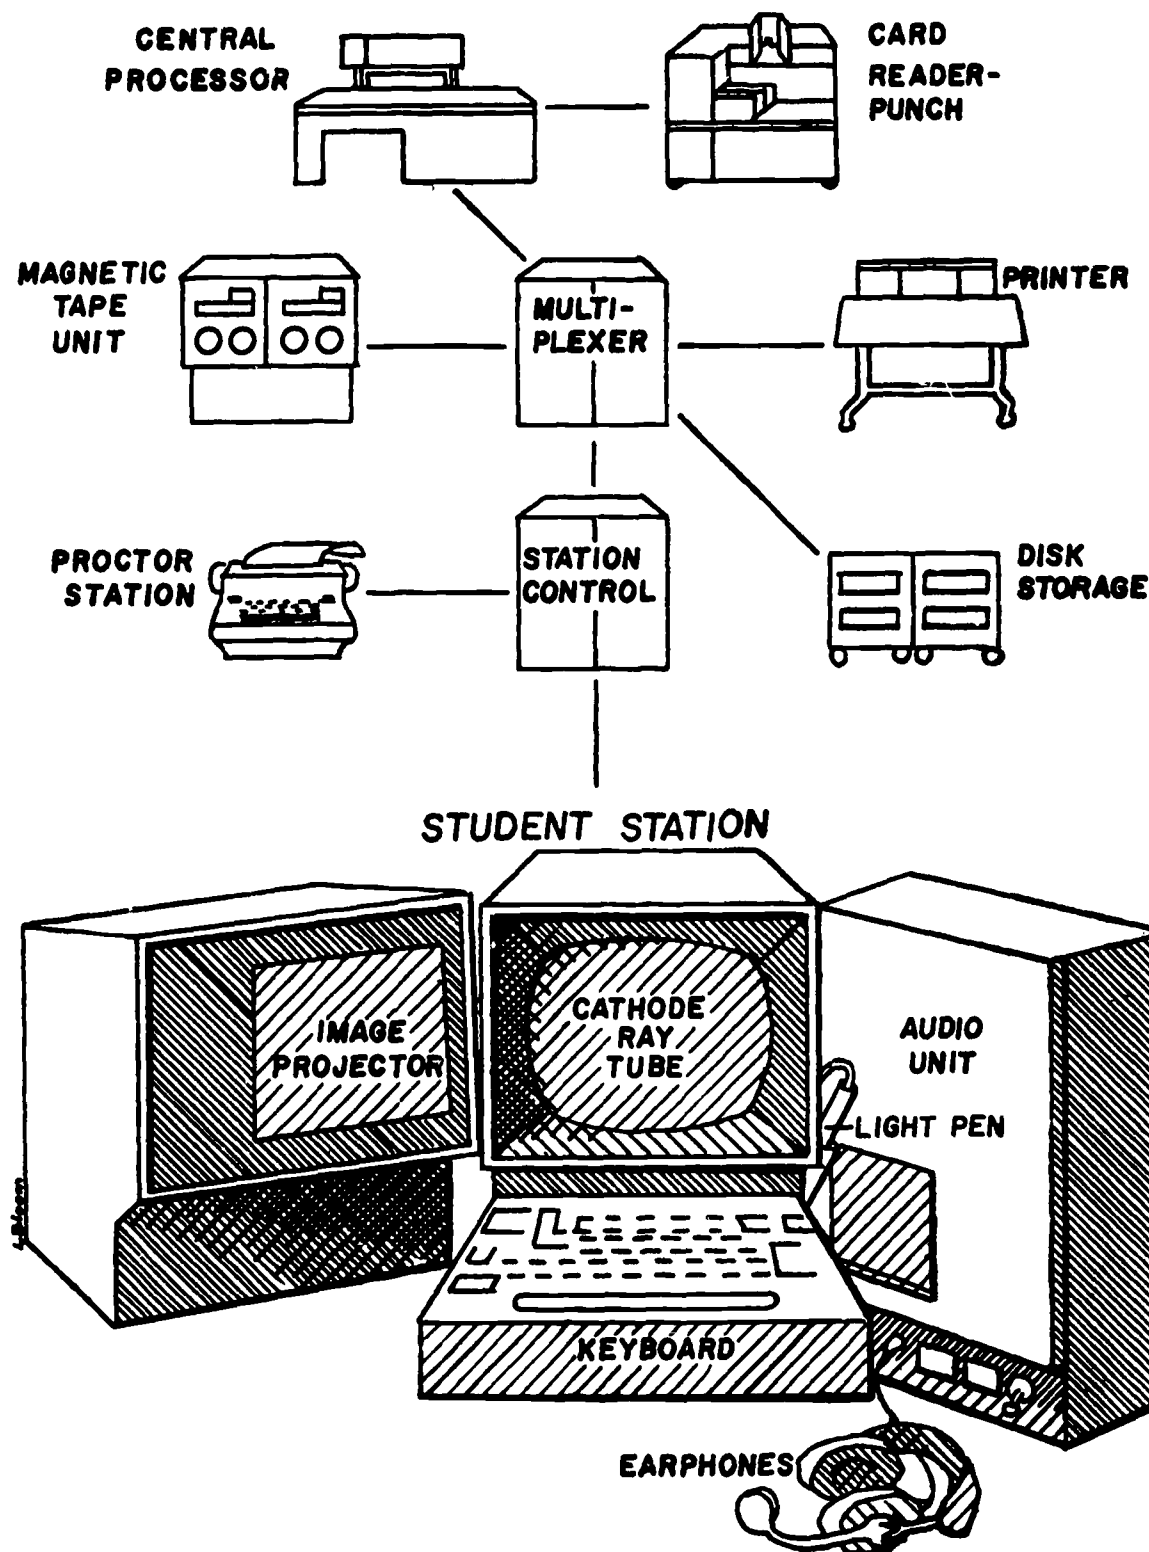 CENTRAL
PROCESSOR
CARD
READER-
PUNCH
MAGNETIC
TAPE
UNIT
MULTI-
PLEXER
PRINTER
PROCTOR
STATION
STATION
CONTROL
DISK
STORAGE
STUDENT STATION
IMAGE
PROJECTOR
CATHODE
RAY
TUBE
AUDIO
UNIT
LIGHT PEN
KEYBOARD
EARPHONES